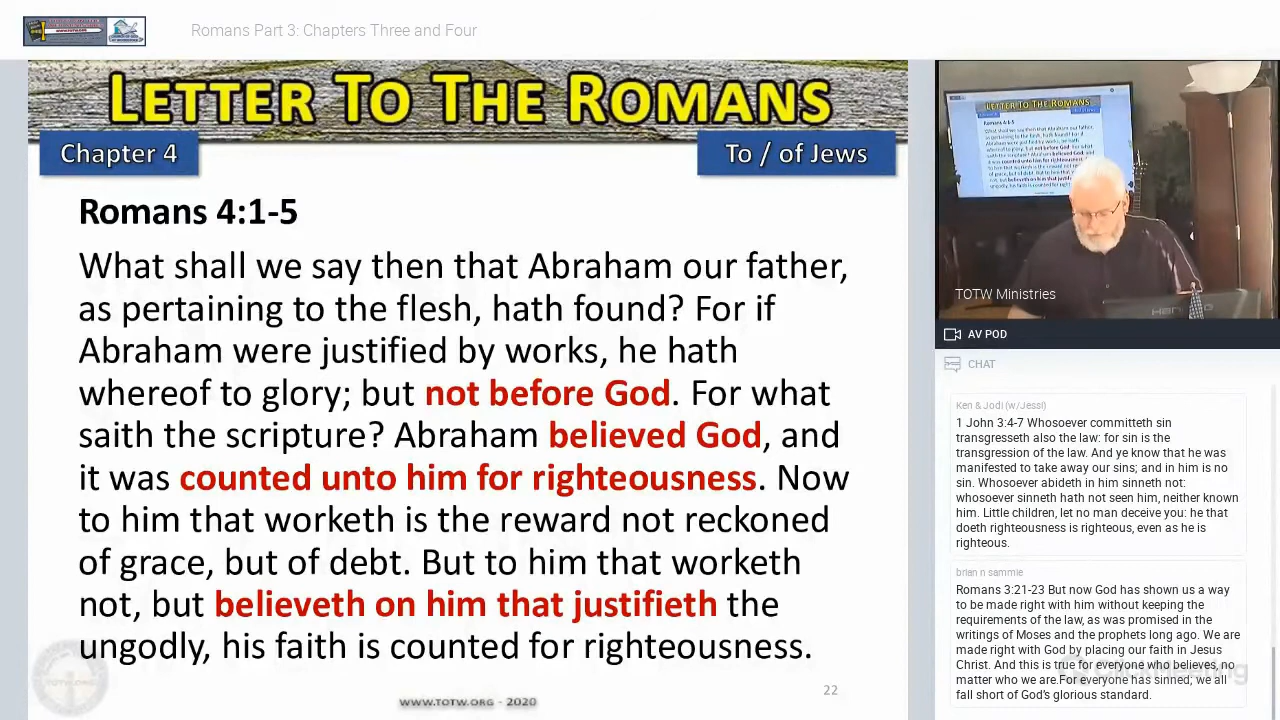 Romans Part 3: Chapters Three and Four
LETTER TO THE ROMANS
Chapter 4
To / of Jews
Romans 4:1-5
What shall we say then that Abraham our father,
as pertaining to the flesh, hath found? For if
Abraham were justified by works, he hath
whereof to glory; but not before God. For what
saith the scripture? Abraham believed God, and
it was counted unto him for righteousness. Now
to him that worketh is the reward not reckoned
of grace, but of debt. But to him that worketh
not, but believeth on him that justifieth the
ungodly, his faith is counted for righteousness.
WWW.TOTW.ORG - 2020
22
TOTW Ministries
AV POD
CHAT
Ken & Jodi (w/Jessi)
1 John 3:4-7 Whosoever committeth sin
transgresseth also the law: for sin is the
transgression of the law. And ye know that he was
manifested to take away our sins; and in him is no
sin. Whosoever abideth in him sinneth not:
whosoever sinneth hath not seen him, neither known
him. Little children, let no man deceive you: he that
doeth righteousness is righteous, even as he is
righteous.
brian n sammie
Romans 3:21-23 But now God has shown us a way
to be made right with him without keeping the
requirements of the law, as was promised in the
writings of Moses and the prophets long ago. We are
made right with God by placing our faith in Jesus
Christ. And this is true for everyone who believes, no
matter who we are.For everyone has sinned; we all
fall short of God's glorious standard.